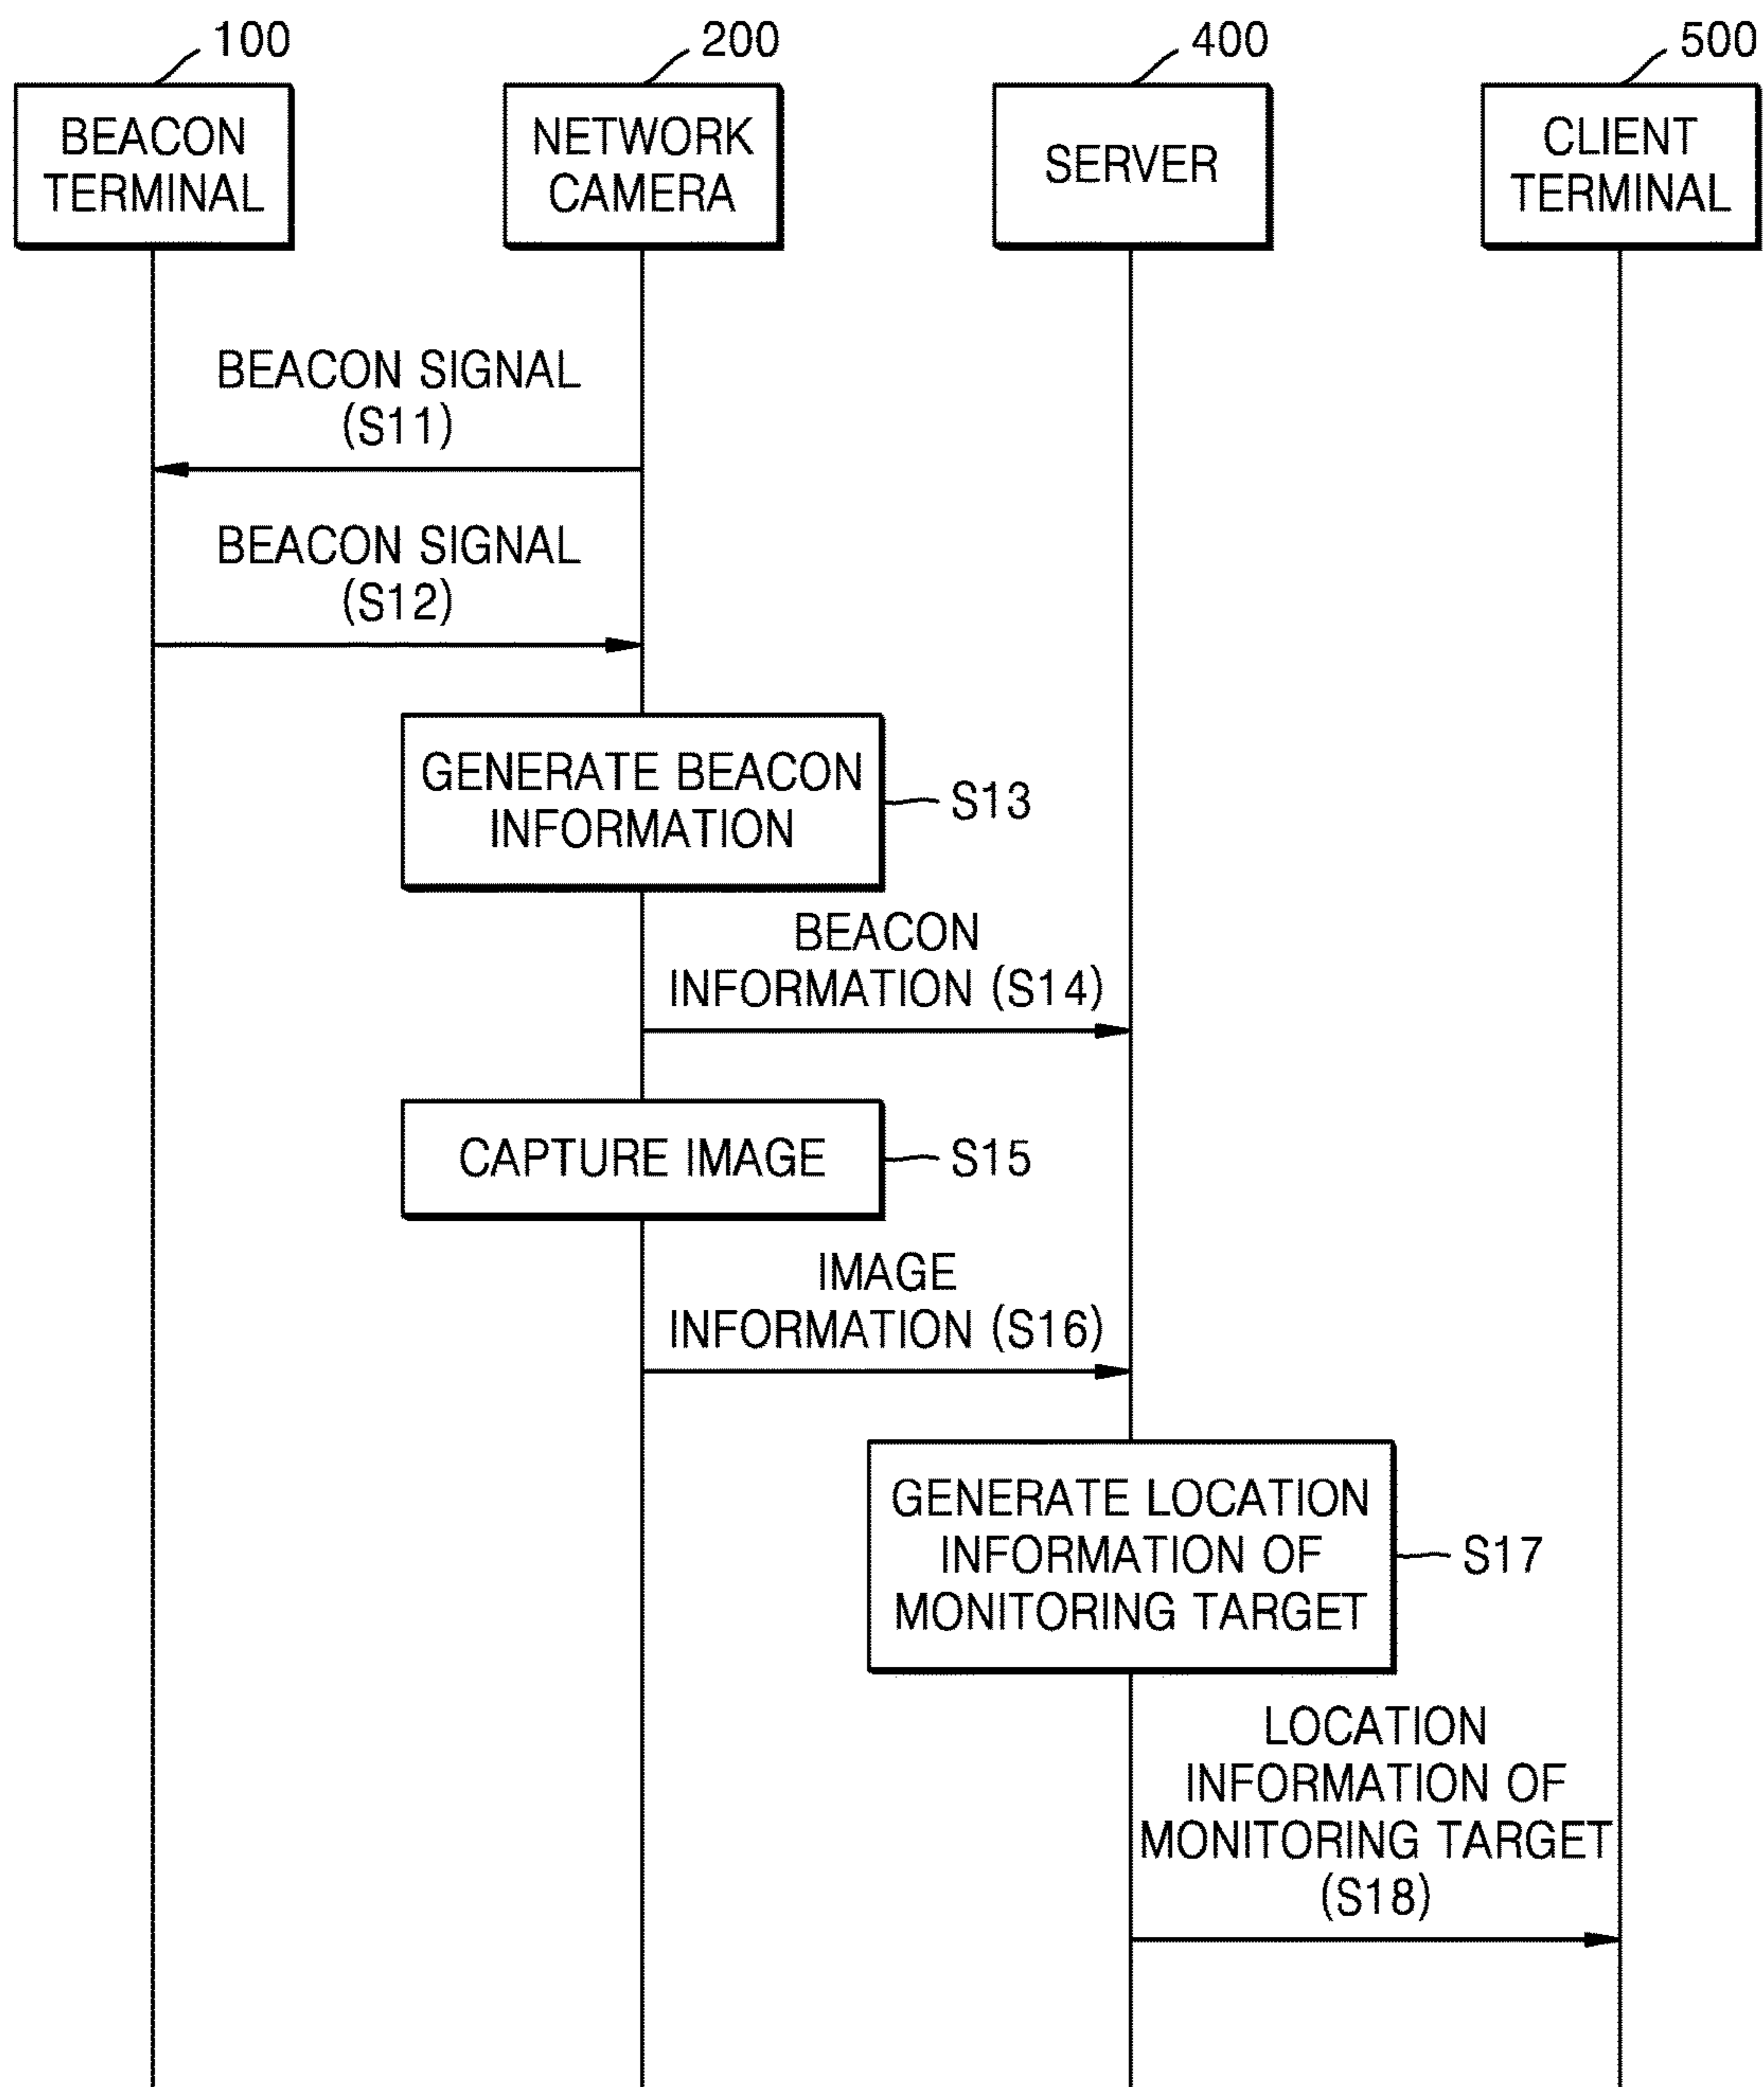 100
200
400
500
BEACON
TERMINAL
NETWORK
CAMERA
SERVER
CLIENT
TERMINAL
BEACON SIGNAL
(S11)
BEACON SIGNAL
(S12)
GENERATE BEACON
INFORMATION
S13
BEACON
INFORMATION (S14)
CAPTURE IMAGE
S15
IMAGE
INFORMATION (S16)
GENERATE LOCATION
INFORMATION OF
MONITORING TARGET
S17
LOCATION
INFORMATION OF
MONITORING TARGET
(S18)